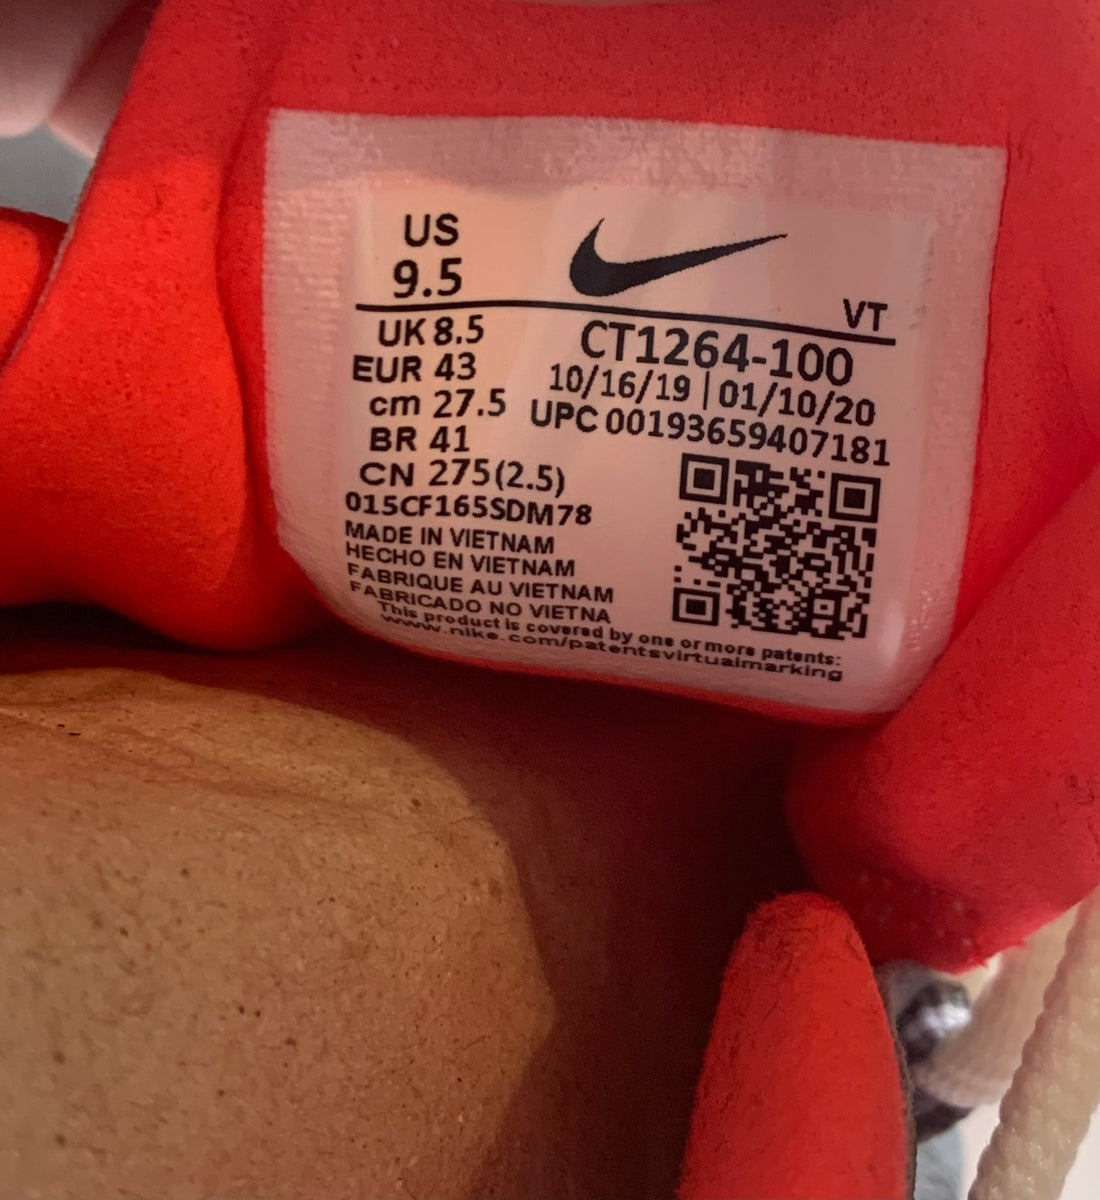 US
9.5
VT
UK 8.5
EUR 43
cm 27.5
BR 41
CN 275(2.5)
015CF165SDM78
CT1264-100
10/16/19 | 01/10/20
UPC 00193659407181
MADE IN VIETNAM
HECHO EN VIETNAM
FABRIQUE AU VIETNAM
FABRICADO NO VIETNA
This product is covered by one or more patents:
www.nike.com/patentsvirtualmarking